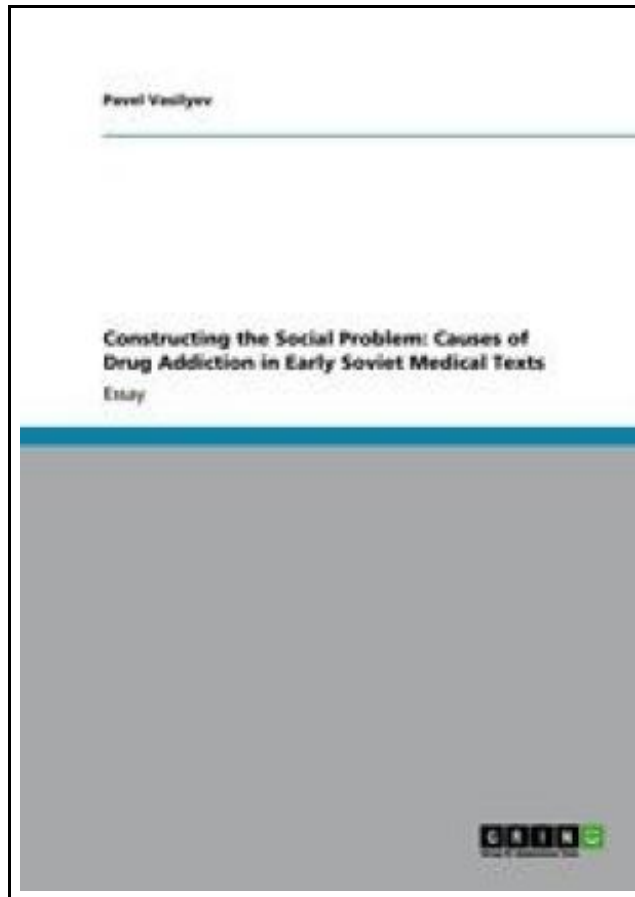 Pavel Vasilyev
Constructing the Social Problem: Causes of
Drug Addiction in Early Soviet Medical Texts
Essay
GRIN